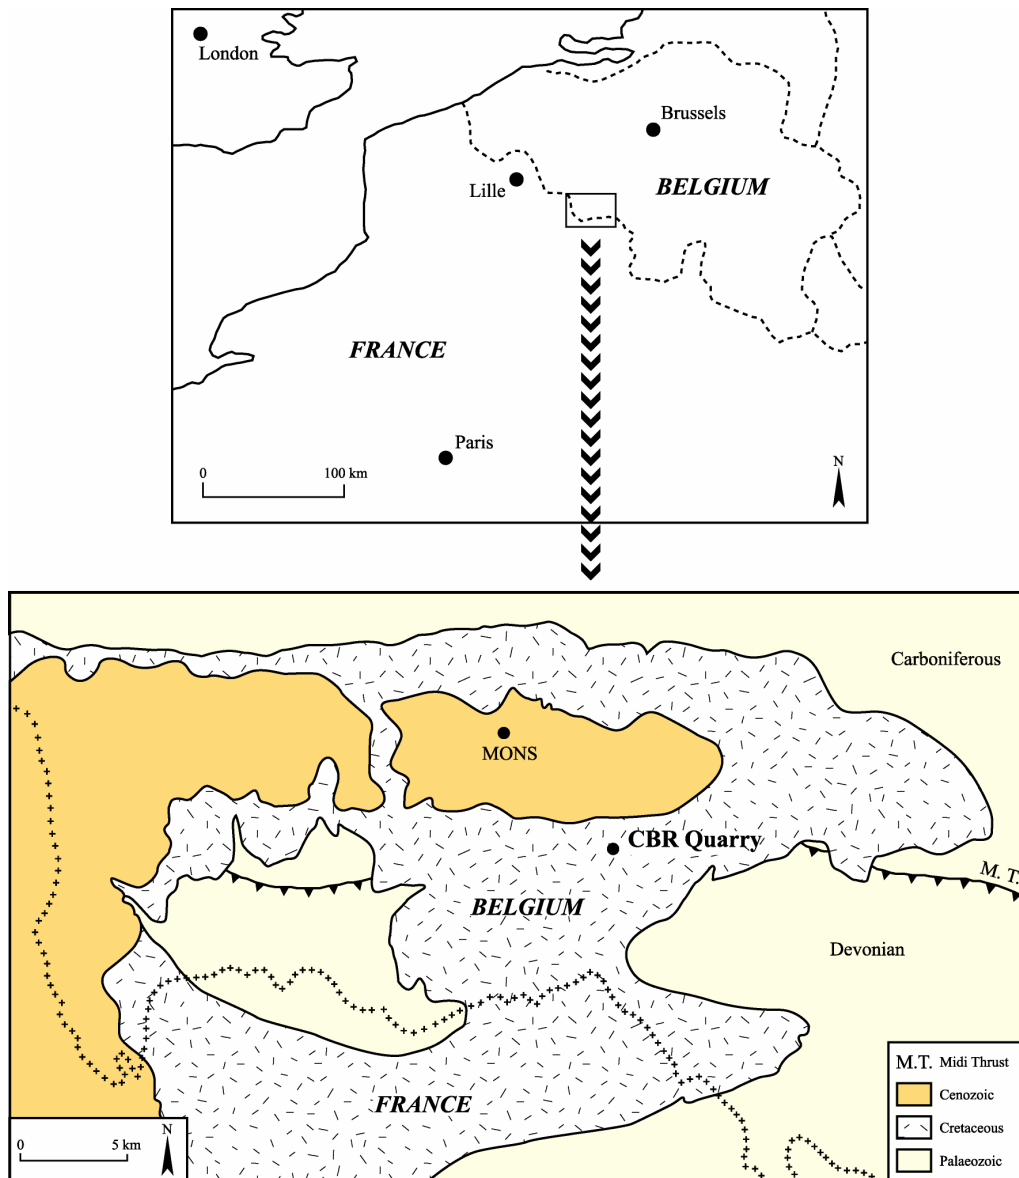 London
Brussels
Lille
BELGIUM
FRANCE
Paris
0 100 km
N
Carboniferous
MONS
CBR Quarry
M. T.
BELGIUM
Devonian
FRANCE
M.T. Midi Thrust
Cenozoic
Cretaceous
Palaeozoic
0 5 km
N